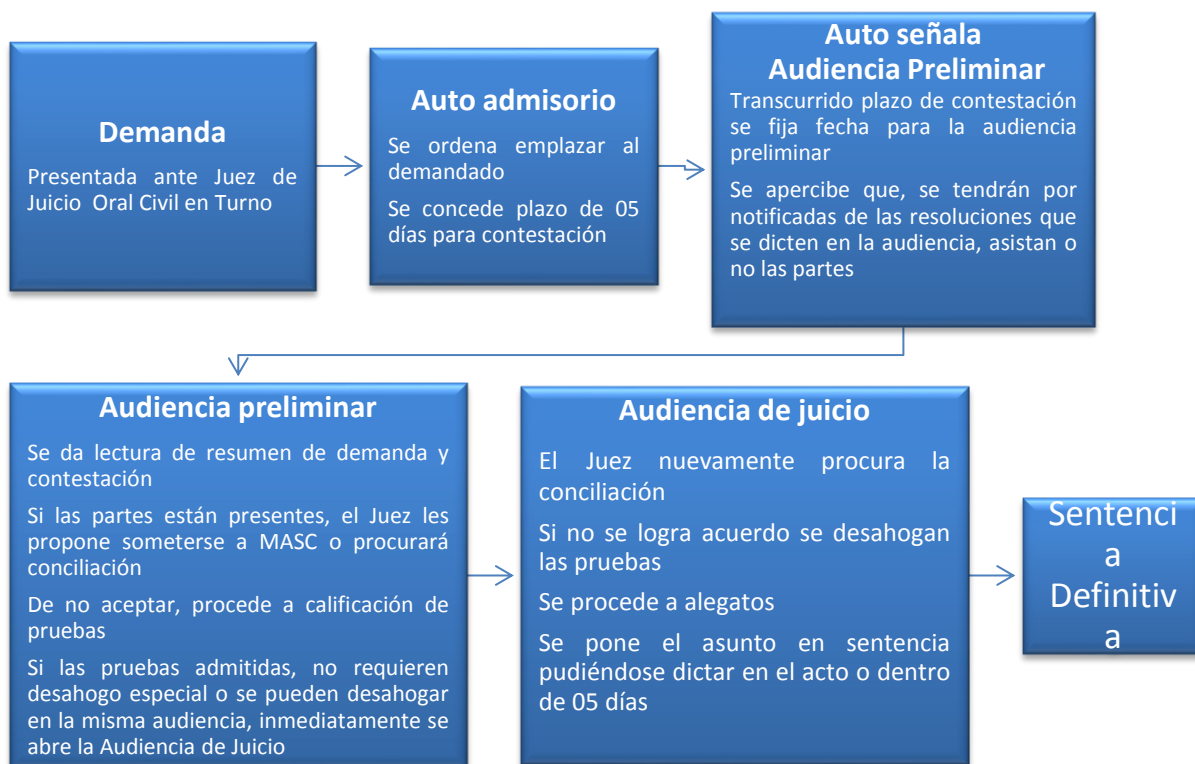 Demanda
Presentada ante Juez de
Juicio Oral Civil en Turno
Auto admisorio
Se ordena emplazar al
demandado
Se concede plazo de 05
días para contestación
Auto señala
Audiencia Preliminar
Transcurrido plazo de contestación
se fija fecha para la audiencia
preliminar
Se apercibe que, se tendrán por
notificadas de las resoluciones que
se dicten en la audiencia, asistan o
no las partes
Audiencia preliminar
Se da lectura de resumen de demanda y
contestación
Si las partes están presentes, el Juez les
propone someterse a MASC o procurará
conciliación
De no aceptar, procede a calificación de
pruebas
Si las pruebas admitidas, no requieren
desahogo especial o se pueden desahogar
en la misma audiencia, inmediatamente se
abre la Audiencia de Juicio
Audiencia de juicio
El Juez nuevamente procura la
conciliación
Si no se logra acuerdo se desahogan
las pruebas
Se procede a alegatos
Se pone el asunto en sentencia
pudiéndose dictar en el acto o dentro
de 05 días
Sentenci
a
Definitiv
a